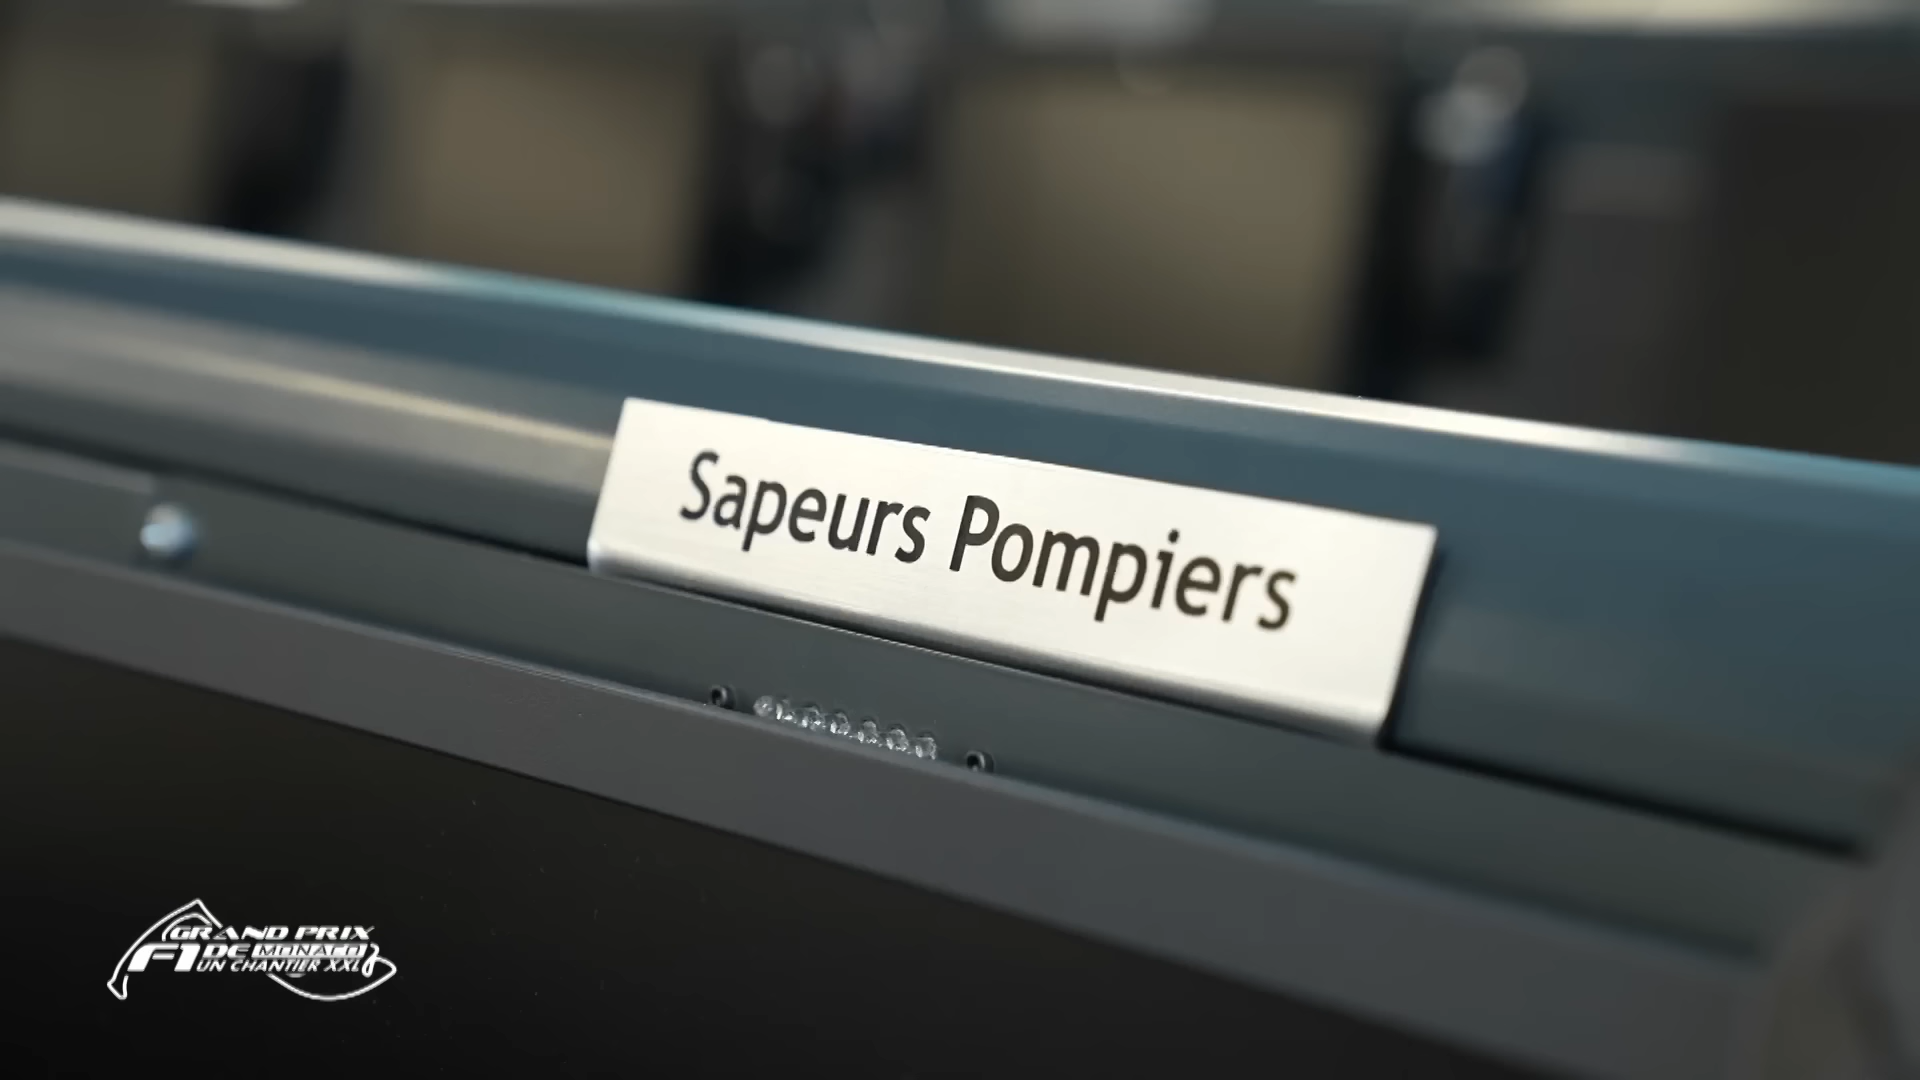 Sapeurs Pompiers
GRAND PRIX
F1 DE MONACO
UN CHANTIER XXL